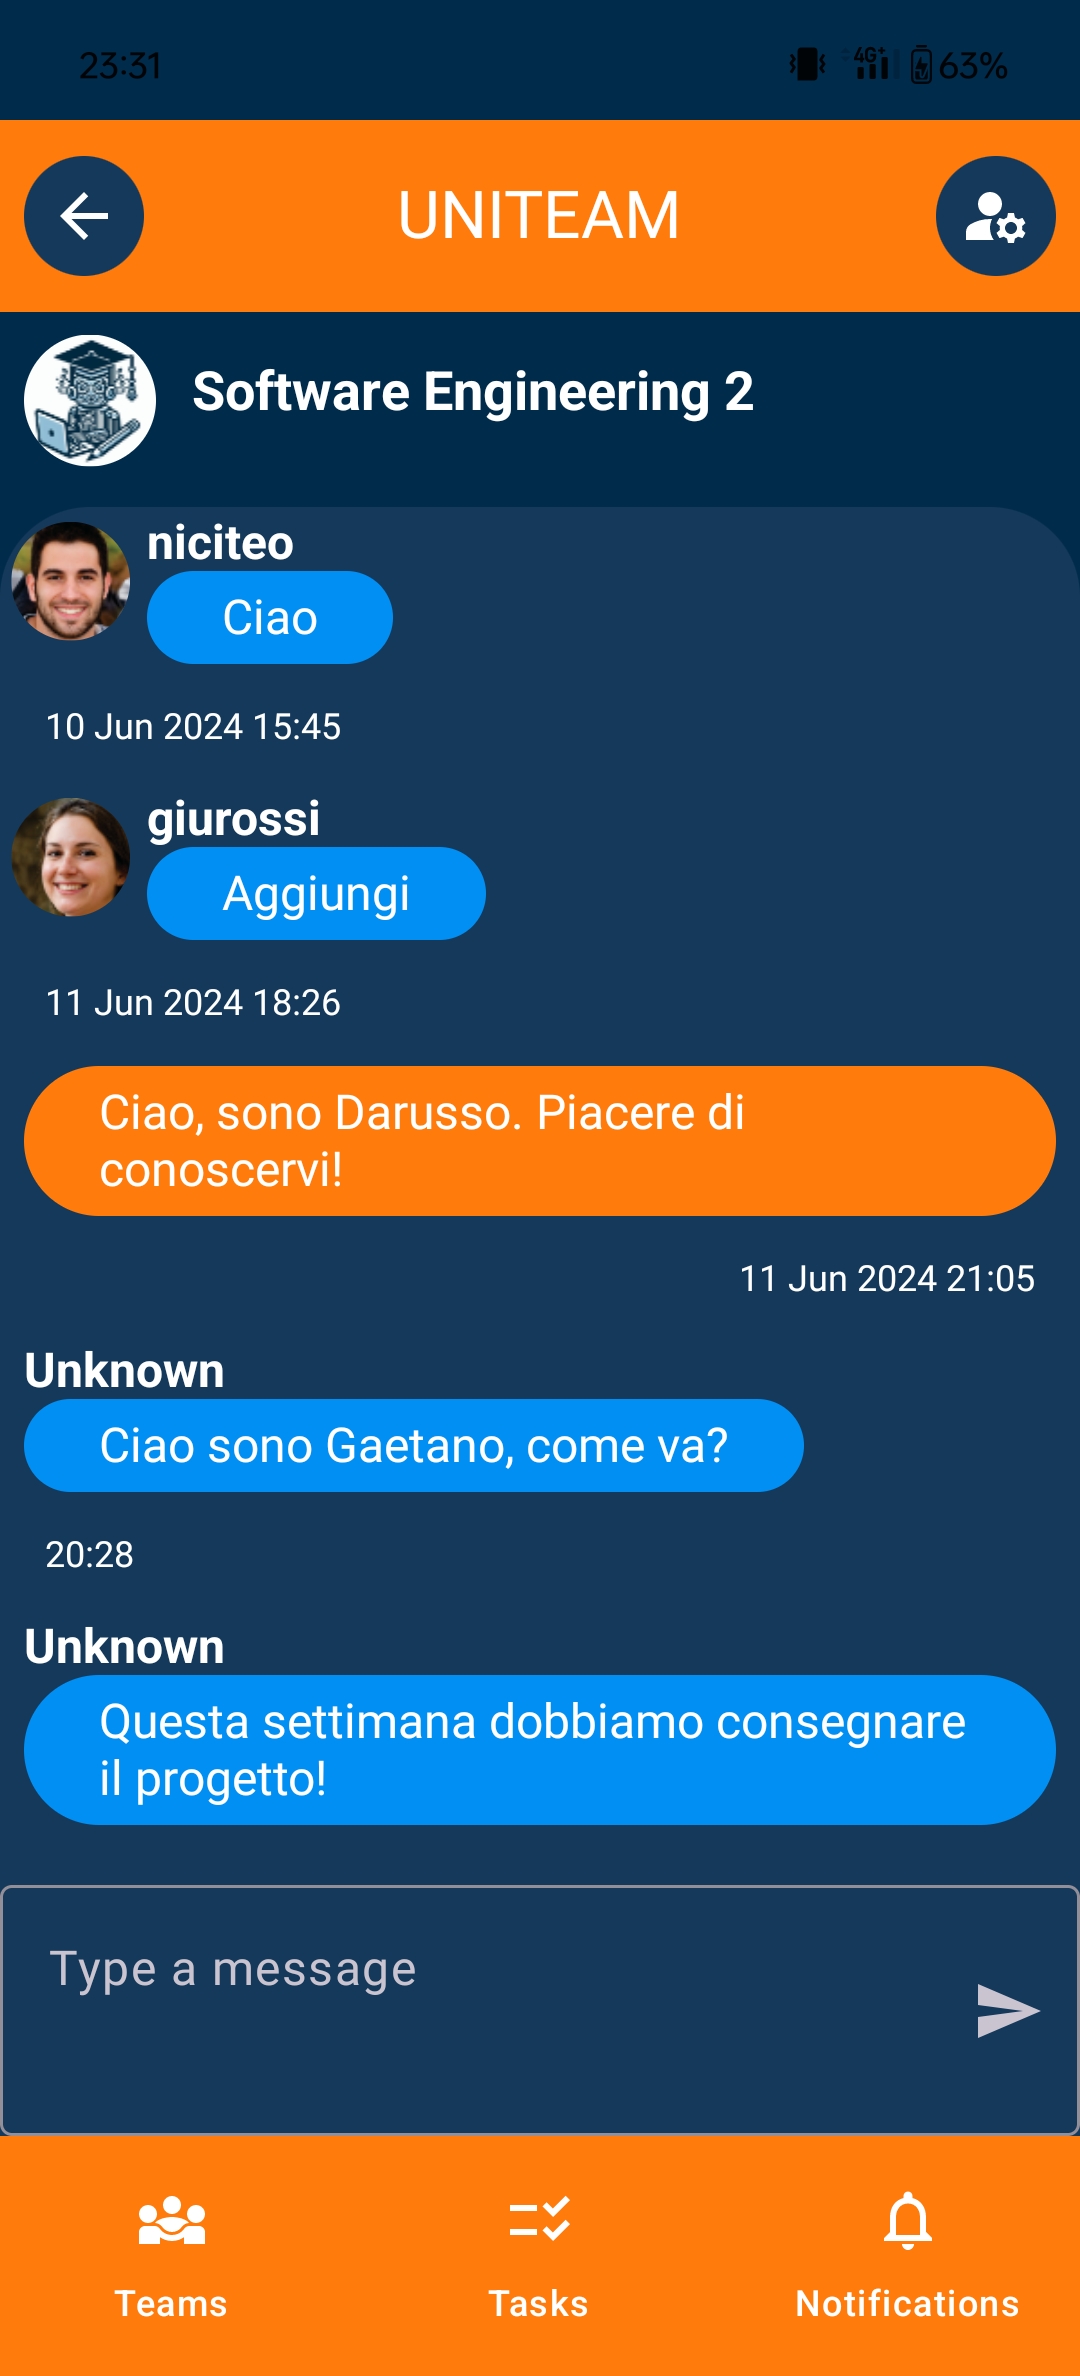 23:31
4G+
63%
UNITEAM
Software Engineering 2
niciteo
Ciao
10 Jun 2024 15:45
giurossi
Aggiungi
11 Jun 2024 18:26
Ciao, sono Darusso. Piacere di
conoscervi!
11 Jun 2024 21:05
Unknown
Ciao sono Gaetano, come va?
20:28
Unknown
Questa settimana dobbiamo consegnare
il progetto!
Type a message
Teams
Tasks
Notifications